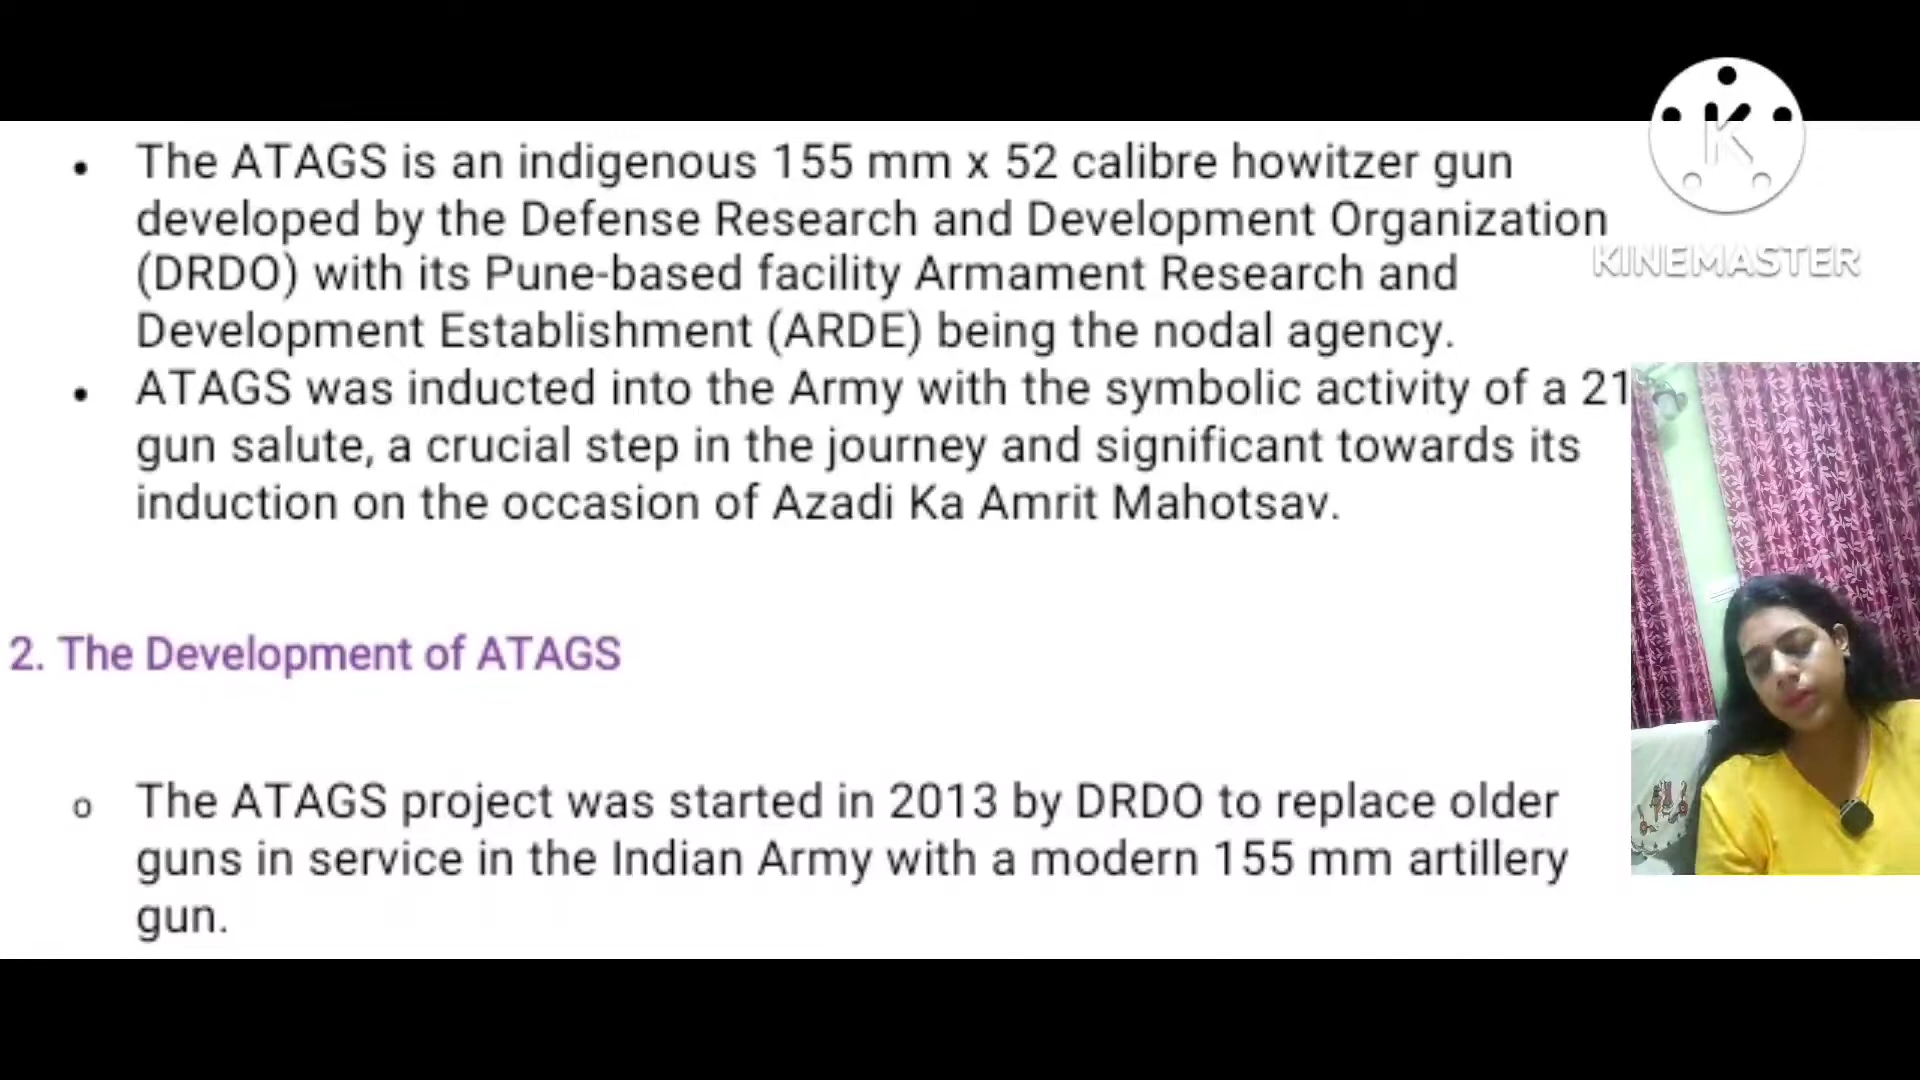 The ATAGS is an indigenous 155 mm x 52 calibre howitzer gun
developed by the Defense Research and Development Organization
(DRDO) with its Pune-based facility Armament Research and
Development Establishment (ARDE) being the nodal agency.
ATAGS was inducted into the Army with the symbolic activity of a 21
gun salute, a crucial step in the journey and significant towards its
induction on the occasion of Azadi Ka Amrit Mahotsav.
2. The Development of ATAGS
The ATAGS project was started in 2013 by DRDO to replace older
guns in service in the Indian Army with a modern 155 mm artillery
gun.
K
KINEMASTER